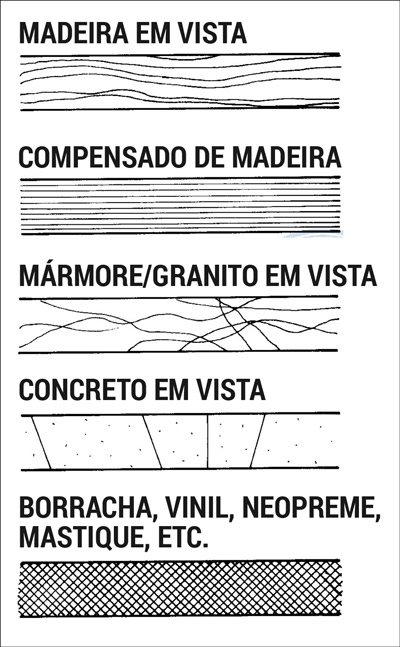 MADEIRA EM VISTA
COMPENSADO DE MADEIRA
MÁRMORE/GRANITO EM VISTA
CONCRETO EM VISTA
BORRACHA, VINIL, NEOPREME,
MASTIQUE, ETC.